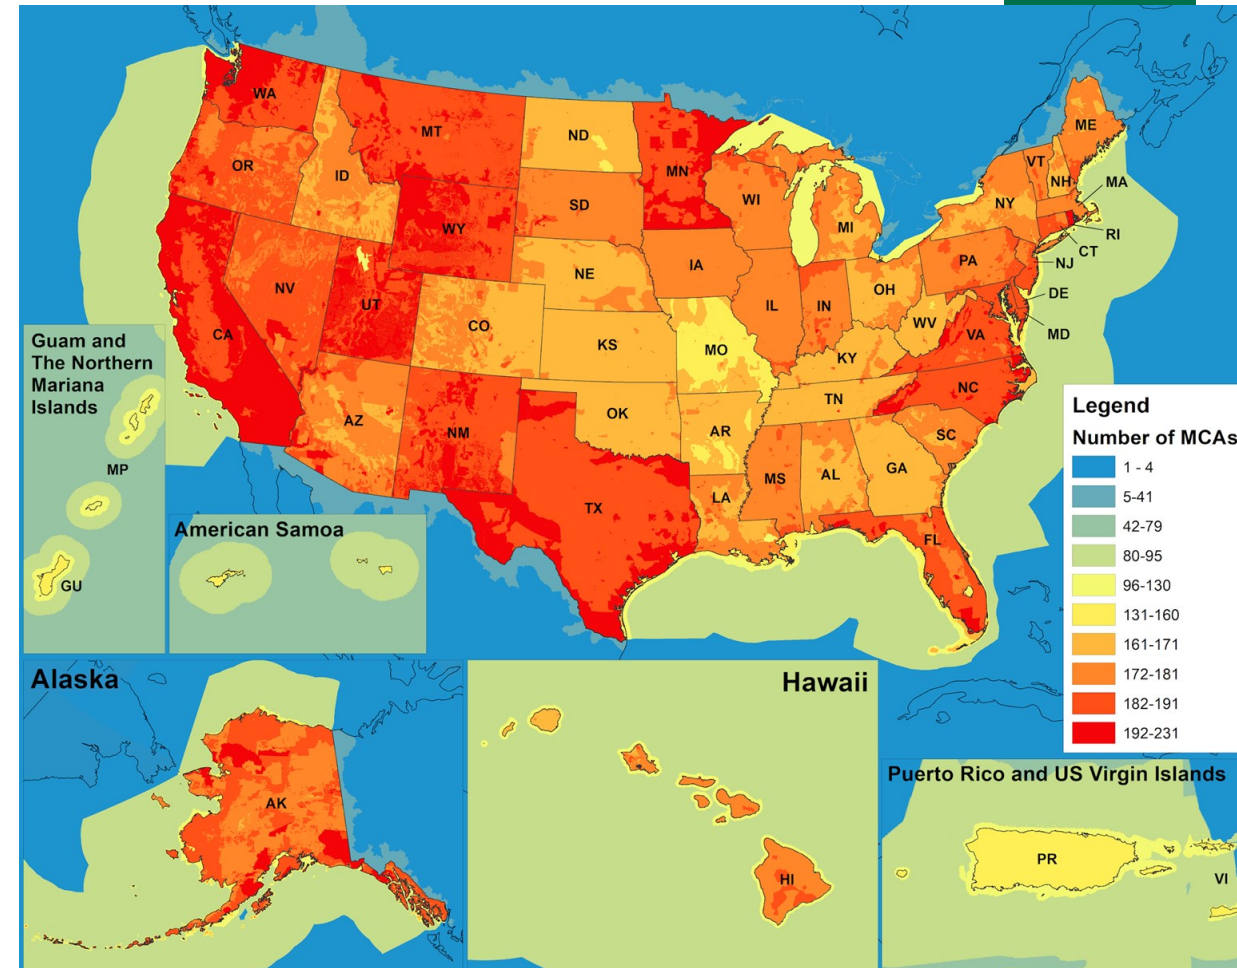 WA
MT
ND
MN
ME
OR
ID
SD
WI
MI
VT
NH
MA
NY
WY
RI
CT
IA
NE
PA
NJ
NV
UT
CO
IL
IN
OH
DE
WV
MD
CA
KS
MO
KY
VA
NC
AZ
NM
OK
TN
AR
SC
MS
AL
GA
LA
TX
FL
Guam and
The Northern
Mariana
Islands
MP
GU
American Samoa
Legend
Number of MCAs
1 - 4
5-41
42-79
80-95
96-130
131-160
161-171
172-181
182-191
192-231
Alaska
AK
Hawaii
HI
Puerto Rico and US Virgin Islands
PR
VI